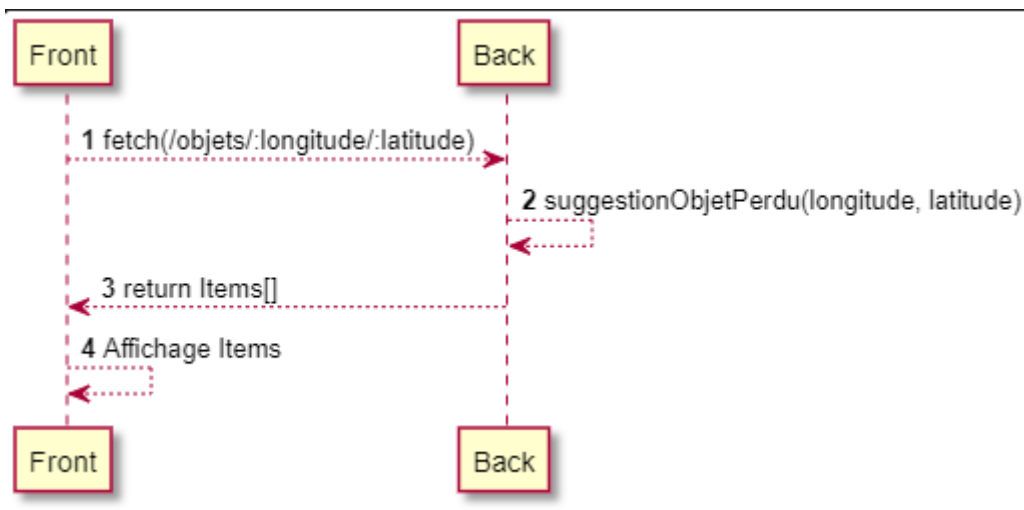 Front
Back
1 fetch(/objets/:longitude/:latitude)
2 suggestionObjetPerdu(longitude, latitude)
3 return Items[]
4 Affichage Items
Front
Back